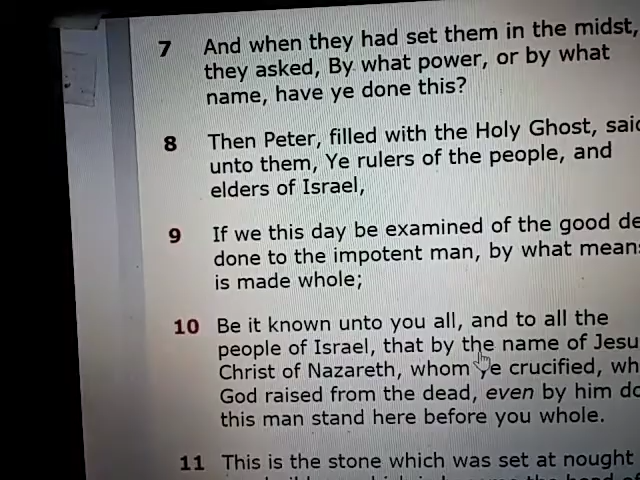 7 And when they had set them in the midst,
they asked, By what power, or by what
name, have ye done this?
8 Then Peter, filled with the Holy Ghost, said
unto them, Ye rulers of the people, and
elders of Israel,
9 If we this day be examined of the good
done to the impotent man, by what
is made whole;
10 Be it known unto you all, and to all the
people of Israel, that by the name of
Christ of Nazareth, whom ye crucified,
God raised from the dead, even by him
this man stand here before you whole.
11 This is the stone which was set at nought